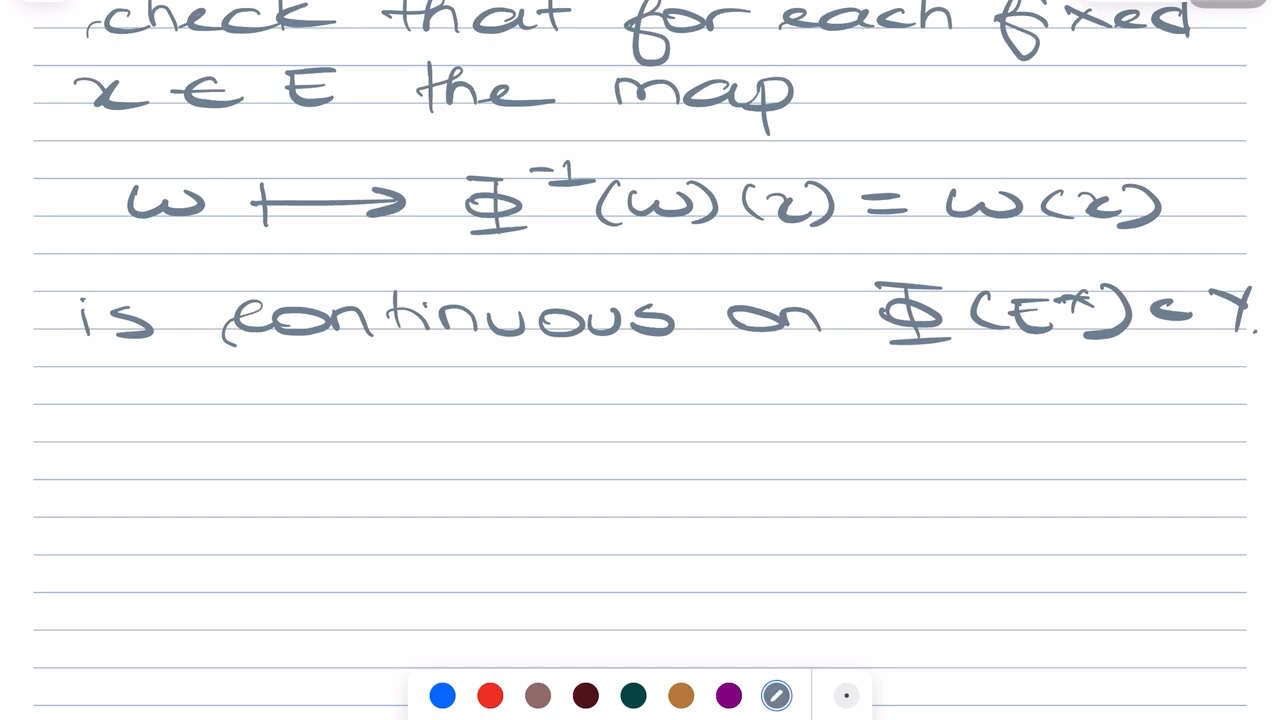 check that for each fixed
x ∈ E the map
ω ⟼ Φ⁻¹(ω)(x) = ω(x)
is continuous on Φ(E*) ⊂ Y.